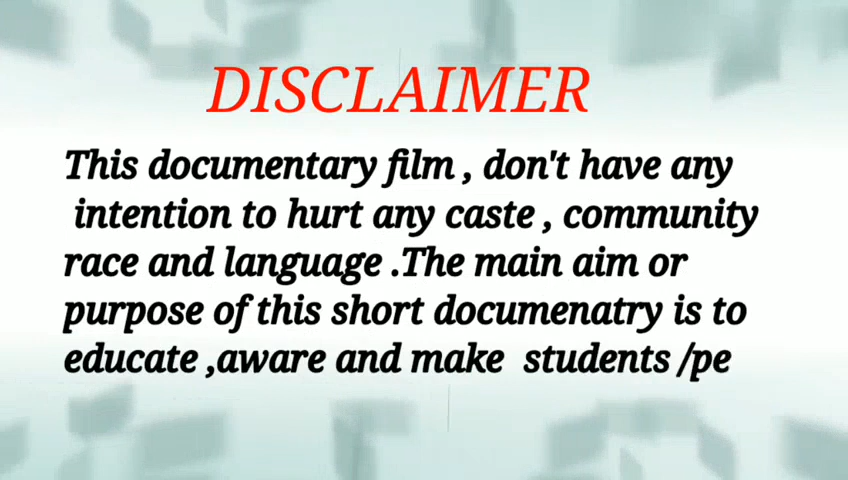 DISCLAIMER
This documentary film , don't have any
intention to hurt any caste , community
race and language .The main aim or
purpose of this short documenatry is to
educate ,aware and make  students /pe